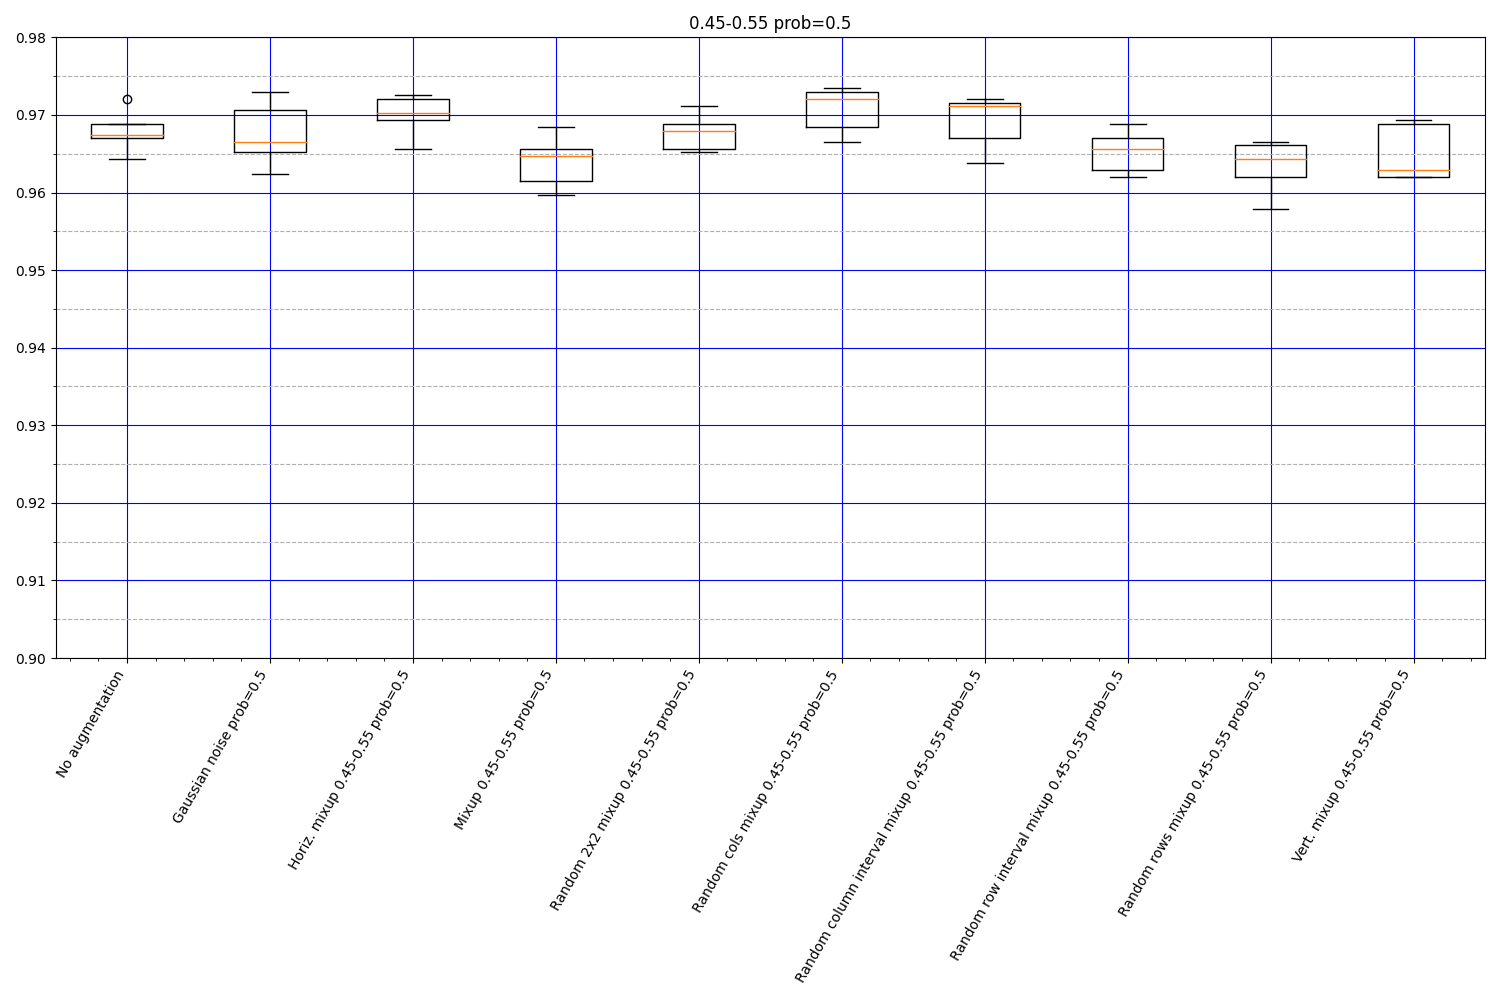 0.45-0.55 prob=0.5
0.98
0.97
0.96
0.95
0.94
0.93
0.92
0.91
0.90
No augmentation
Gaussian noise prob=0.5
Horiz. mixup 0.45-0.55 prob=0.5
Mixup 0.45-0.55 prob=0.5
Random 2x2 mixup 0.45-0.55 prob=0.5
Random cols mixup 0.45-0.55 prob=0.5
Random column interval mixup 0.45-0.55 prob=0.5
Random row interval mixup 0.45-0.55 prob=0.5
Random rows mixup 0.45-0.55 prob=0.5
Vert. mixup 0.45-0.55 prob=0.5